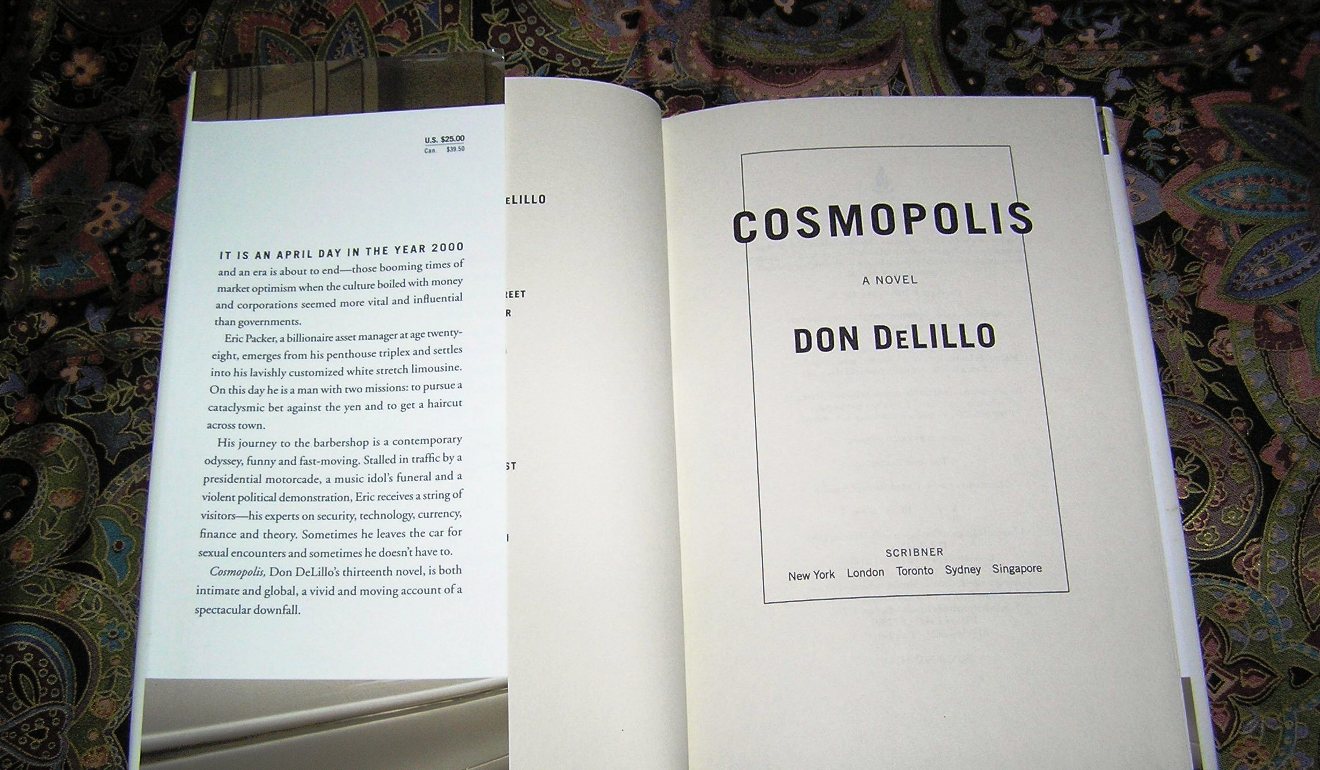 U.S. $25.00
Can. $39.50
IT IS AN APRIL DAY IN THE YEAR 2000
and an era is about to end—those booming times of
market optimism when the culture boiled with money
and corporations seemed more vital and influential
than governments.
Eric Packer, a billionaire asset manager at age twenty-
eight, emerges from his penthouse triplex and settles
into his lavishly customized white stretch limousine.
On this day he is a man with two missions: to pursue a
cataclysmic bet against the yen and to get a haircut
across town.
His journey to the barbershop is a contemporary
odyssey, funny and fast-moving. Stalled in traffic by a
presidential motorcade, a music idol's funeral and a
violent political demonstration, Eric receives a string of
visitors—his experts on security, technology, currency,
finance and theory. Sometimes he leaves the car for
sexual encounters and sometimes he doesn't have to.
Cosmopolis, Don DeLillo's thirteenth novel, is both
intimate and global, a vivid and moving account of a
spectacular downfall.
eLILLO
REET
R
ST
COSMOPOLIS
A NOVEL
DON DeLILLO
SCRIBNER
New York London Toronto Sydney Singapore